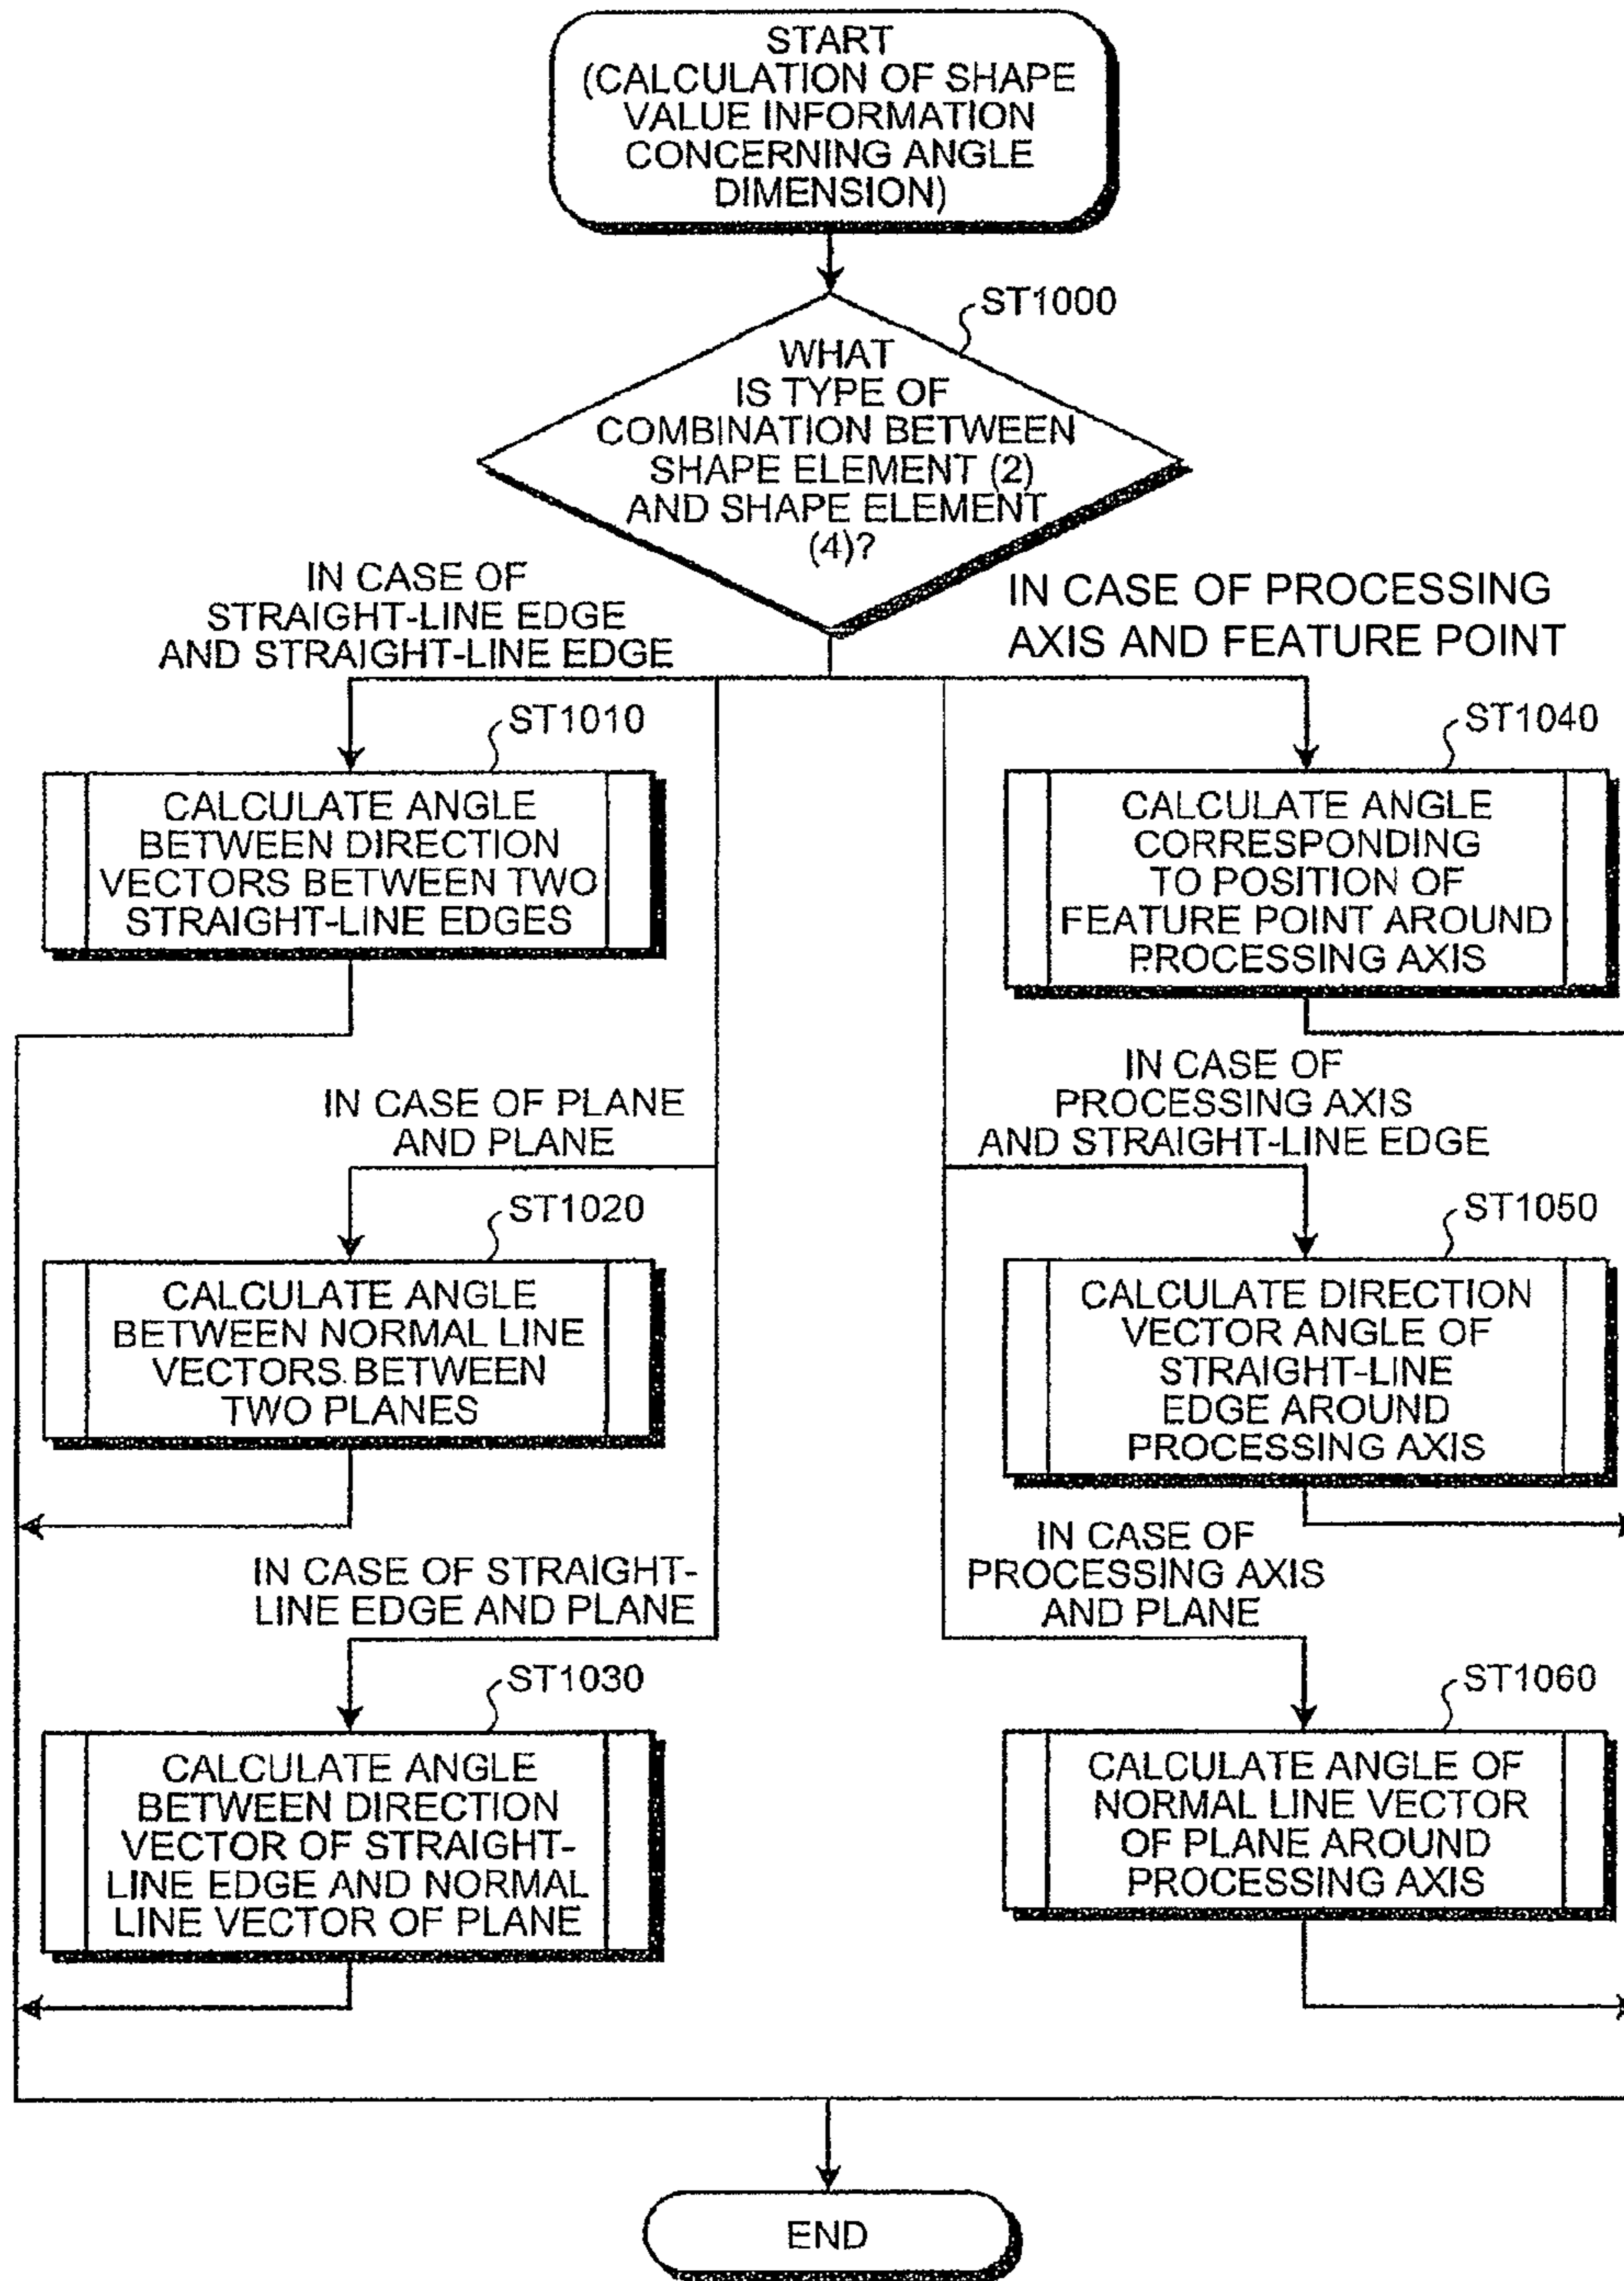 START
(CALCULATION OF SHAPE
VALUE INFORMATION
CONCERNING ANGLE
DIMENSION)
ST1000
WHAT
IS TYPE OF
COMBINATION BETWEEN
SHAPE ELEMENT (2)
AND SHAPE ELEMENT
(4)?
IN CASE OF
STRAIGHT-LINE EDGE
AND STRAIGHT-LINE EDGE
ST1010
CALCULATE ANGLE
BETWEEN DIRECTION
VECTORS BETWEEN TWO
STRAIGHT-LINE EDGES
IN CASE OF PLANE
AND PLANE
ST1020
CALCULATE ANGLE
BETWEEN NORMAL LINE
VECTORS BETWEEN
TWO PLANES
IN CASE OF STRAIGHT-
LINE EDGE AND PLANE
ST1030
CALCULATE ANGLE
BETWEEN DIRECTION
VECTOR OF STRAIGHT-
LINE EDGE AND NORMAL
LINE VECTOR OF PLANE
IN CASE OF PROCESSING
AXIS AND FEATURE POINT
ST1040
CALCULATE ANGLE
CORRESPONDING
TO POSITION OF
FEATURE POINT AROUND
PROCESSING AXIS
IN CASE OF
PROCESSING AXIS
AND STRAIGHT-LINE EDGE
ST1050
CALCULATE DIRECTION
VECTOR ANGLE OF
STRAIGHT-LINE
EDGE AROUND
PROCESSING AXIS
IN CASE OF
PROCESSING AXIS
AND PLANE
ST1060
CALCULATE ANGLE OF
NORMAL LINE VECTOR
OF PLANE AROUND
PROCESSING AXIS
END